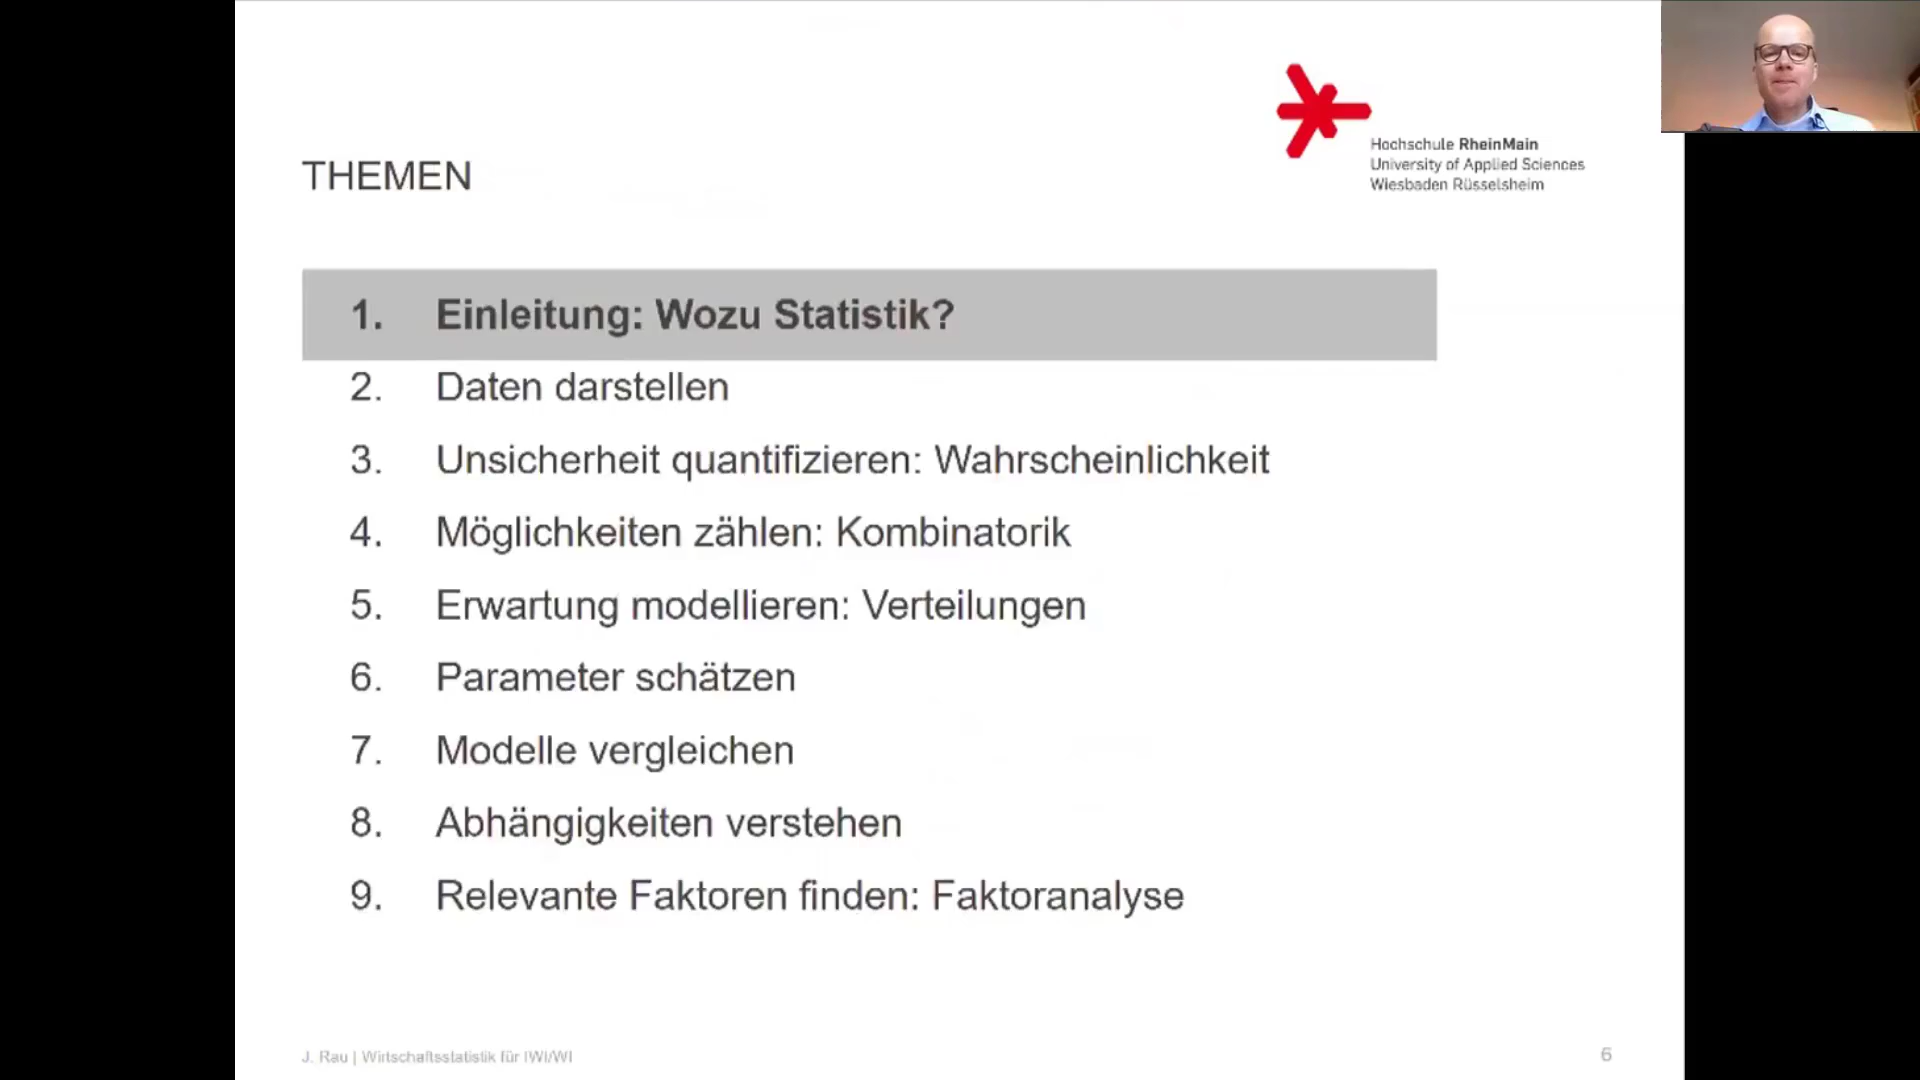 Hochschule RheinMain
University of Applied Sciences
Wiesbaden Rüsselsheim
THEMEN
1. Einleitung: Wozu Statistik?
2. Daten darstellen
3. Unsicherheit quantifizieren: Wahrscheinlichkeit
4. Möglichkeiten zählen: Kombinatorik
5. Erwartung modellieren: Verteilungen
6. Parameter schätzen
7. Modelle vergleichen
8. Abhängigkeiten verstehen
9. Relevante Faktoren finden: Faktoranalyse
J. Rau | Wirtschaftsstatistik für IWI/WI
6